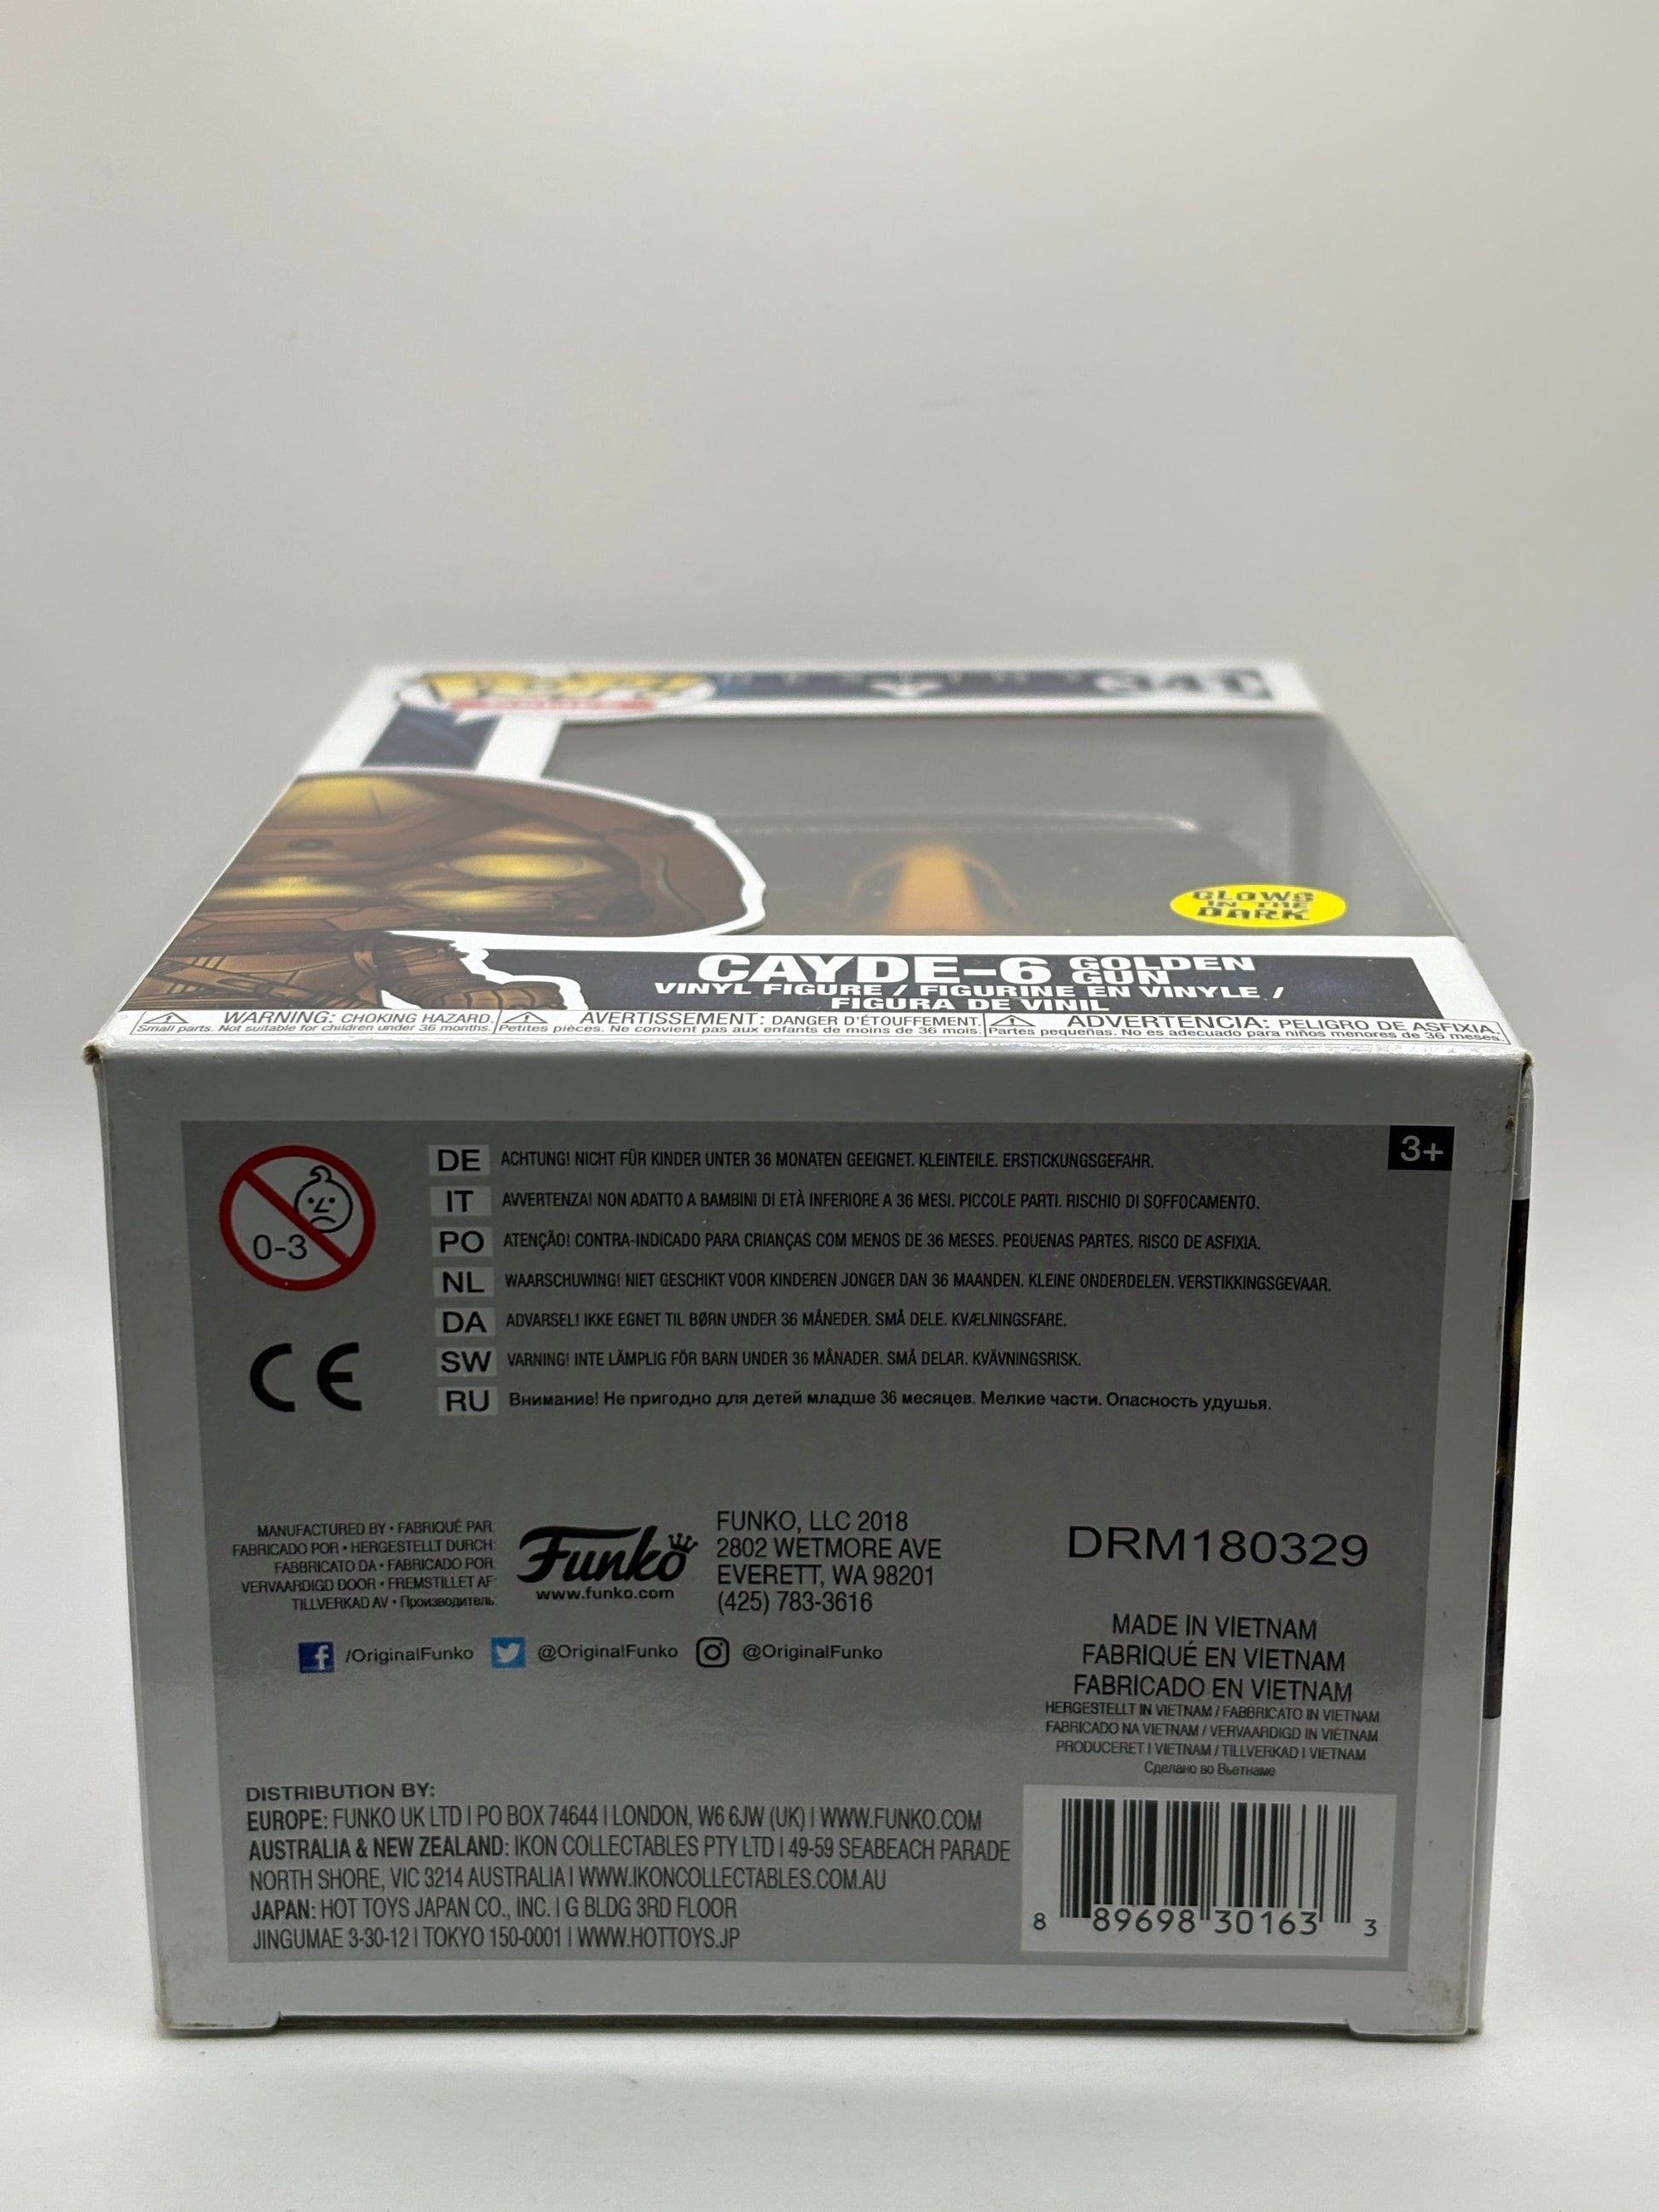 POP!
GAMES
DESTINY
341
GLOWS
IN THE
DARK
CAYDE-6 GOLDEN GUN
VINYL FIGURE / FIGURINE EN VINYLE /
FIGURA DE VINIL
WARNING: CHOKING HAZARD.
Small parts. Not suitable for children under 36 months.
AVERTISSEMENT: DANGER D'ÉTOUFFEMENT.
Petites pièces. Ne convient pas aux enfants de moins de 36 mois.
ADVERTENCIA: PELIGRO DE ASFIXIA.
Partes pequeñas. No es adecuado para niños menores de 36 meses.
3+
0-3
DE ACHTUNG! NICHT FÜR KINDER UNTER 36 MONATEN GEEIGNET. KLEINTEILE. ERSTICKUNGSGEFAHR.
IT AVVERTENZA! NON ADATTO A BAMBINI DI ETÀ INFERIORE A 36 MESI. PICCOLE PARTI. RISCHIO DI SOFFOCAMENTO.
PO ATENÇÃO! CONTRA-INDICADO PARA CRIANÇAS COM MENOS DE 36 MESES. PEQUENAS PARTES. RISCO DE ASFIXIA.
NL WAARSCHUWING! NIET GESCHIKT VOOR KINDEREN JONGER DAN 36 MAANDEN. KLEINE ONDERDELEN. VERSTIKKINGSGEVAAR.
DA ADVARSEL! IKKE EGNET TIL BØRN UNDER 36 MÅNEDER. SMÅ DELE. KVÆLNINGSFARE.
SW VARNING! INTE LÄMPLIG FÖR BARN UNDER 36 MÅNADER. SMÅ DELAR. KVÄVNINGSRISK.
RU Внимание! Не пригодно для детей младше 36 месяцев. Мелкие части. Опасность удушья.
CE
MANUFACTURED BY • FABRIQUÉ PAR
FABRICADO POR • HERGESTELLT DURCH:
FABBRICATO DA • FABRICADO POR:
VERVAARDIGD DOOR • FREMSTILLET AF:
TILLVERKAD AV • Производитель:
Funko
www.funko.com
FUNKO, LLC 2018
2802 WETMORE AVE
EVERETT, WA 98201
(425) 783-3616
/OriginalFunko @OriginalFunko @OriginalFunko
DRM180329
MADE IN VIETNAM
FABRIQUÉ EN VIETNAM
FABRICADO EN VIETNAM
HERGESTELLT IN VIETNAM / FABBRICATO IN VIETNAM
FABRICADO NA VIETNAM / VERVAARDIGD IN VIETNAM
PRODUCERET I VIETNAM / TILLVERKAD I VIETNAM
Сделано во Вьетнаме
DISTRIBUTION BY:
EUROPE: FUNKO UK LTD | PO BOX 74644 | LONDON, W6 6JW (UK) | WWW.FUNKO.COM
AUSTRALIA & NEW ZEALAND: IKON COLLECTABLES PTY LTD | 49-59 SEABEACH PARADE
NORTH SHORE, VIC 3214 AUSTRALIA | WWW.IKONCOLLECTABLES.COM.AU
JAPAN: HOT TOYS JAPAN CO., INC. | G BLDG 3RD FLOOR
JINGUMAE 3-30-12 | TOKYO 150-0001 | WWW.HOTTOYS.JP
8 89698 30163 3